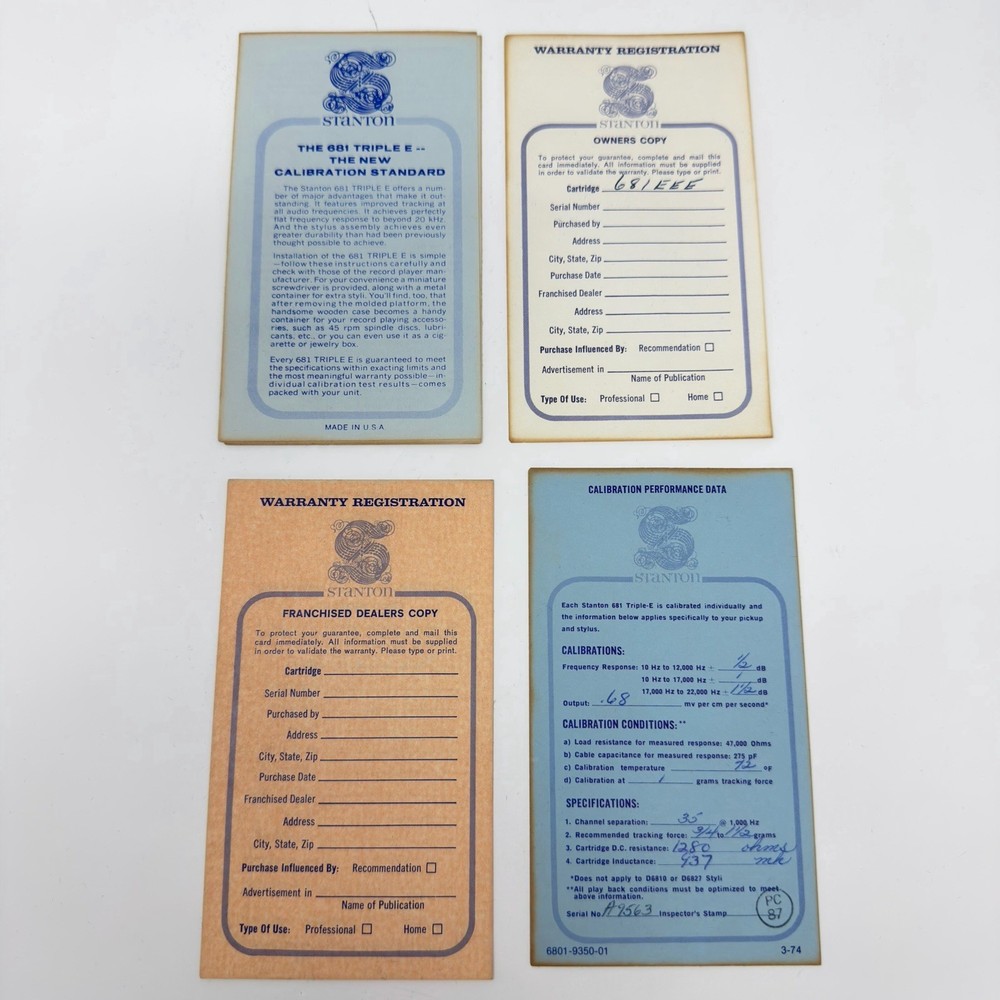 STANTON
THE 681 TRIPLE E --
THE NEW
CALIBRATION STANDARD
The Stanton 681 TRIPLE E offers a num-
ber of major advantages that make it out-
standing. It features improved tracking at
all audio frequencies. It achieves perfectly
flat frequency response to beyond 20 kHz.
And the stylus assembly achieves even
greater durability than had been previously
thought possible to achieve.
Installation of the 681 TRIPLE E is simple
—follow these instructions carefully and
check with those of the record player man-
ufacturer. For your convenience a miniature
screwdriver is provided, along with a metal
container for extra styli. You'll find, too, that
after removing the molded platform, the
handsome wooden case becomes a handy
container for your record playing accesso-
ries, such as 45 rpm spindle discs, lubri-
cants, etc., or you can even use it as a cig-
arette or jewelry box.
Every 681 TRIPLE E is guaranteed to meet
the specifications within exacting limits and
the most meaningful warranty possible—in-
dividual calibration test results—comes
packed with your unit.
MADE IN U.S.A
WARRANTY REGISTRATION
STANTON
OWNERS COPY
To protect your guarantee, complete and mail this
card immediately. All information must be supplied
in order to validate the warranty. Please type or print.
Cartridge 681EEE
Serial Number
Purchased by
Address
City, State, Zip
Purchase Date
Franchised Dealer
Address
City, State, Zip
Purchase Influenced By: Recommendation
Advertisement in
Name of Publication
Type Of Use: Professional Home
WARRANTY REGISTRATION
STANTON
FRANCHISED DEALERS COPY
To protect your guarantee, complete and mail this
card immediately. All information must be supplied
in order to validate the warranty. Please type or print.
Cartridge
Serial Number
Purchased by
Address
City, State, Zip
Purchase Date
Franchised Dealer
Address
City, State, Zip
Purchase Influenced By: Recommendation
Advertisement in
Name of Publication
Type Of Use: Professional Home
CALIBRATION PERFORMANCE DATA
STANTON
Each Stanton 681 Triple-E is calibrated individually and
the information below applies specifically to your pickup
and stylus.
CALIBRATIONS:
Frequency Response: 10 Hz to 12,000 Hz ± 1/2 dB
10 Hz to 17,000 Hz ± 1 dB
17,000 Hz to 22,000 Hz ± 1 1/2 dB
Output: .68 mv per cm per second*
CALIBRATION CONDITIONS:**
a) Load resistance for measured response: 47,000 Ohms
b) Cable capacitance for measured response: 275 pF
c) Calibration temperature 72 °F
d) Calibration at 1 grams tracking force
SPECIFICATIONS:
1. Channel separation: 35 @ 1,000 Hz
2. Recommended tracking force: 3/4 to 1 1/2 grams
3. Cartridge D.C. resistance: 1280 ohms
4. Cartridge Inductance: 937 mh
*Does not apply to D6810 or D6827 Styli
**All play back conditions must be optimized to meet
above information.
Serial No. A9563 Inspector's Stamp PC 87
6801-9350-01 3-74